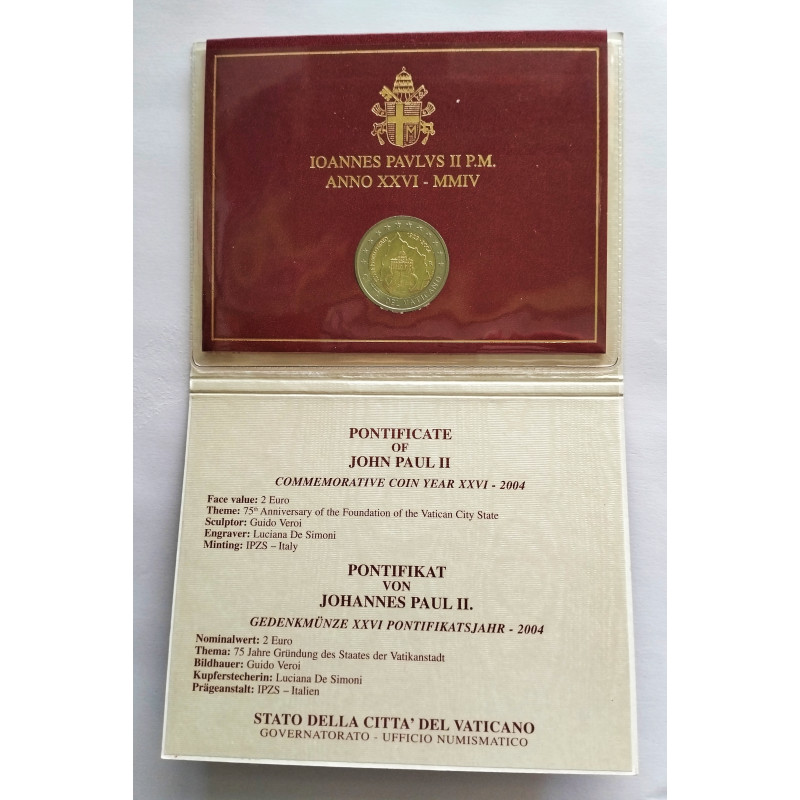 IOANNES PAVLVS II P.M.
ANNO XXVI - MMIV
1929-2004
DEL VATICANO
PONTIFICATE
OF
JOHN PAUL II
COMMEMORATIVE COIN YEAR XXVI - 2004
Face value: 2 Euro
Theme: 75th Anniversary of the Foundation of the Vatican City State
Sculptor: Guido Veroi
Engraver: Luciana De Simoni
Minting: IPZS – Italy
PONTIFIKAT
VON
JOHANNES PAUL II.
GEDENKMÜNZE XXVI PONTIFIKATSJAHR - 2004
Nominalwert: 2 Euro
Thema: 75 Jahre Gründung des Staates der Vatikanstadt
Bildhauer: Guido Veroi
Kupferstecherin: Luciana De Simoni
Prägeanstalt: IPZS – Italien
STATO DELLA CITTA' DEL VATICANO
GOVERNATORATO - UFFICIO NUMISMATICO